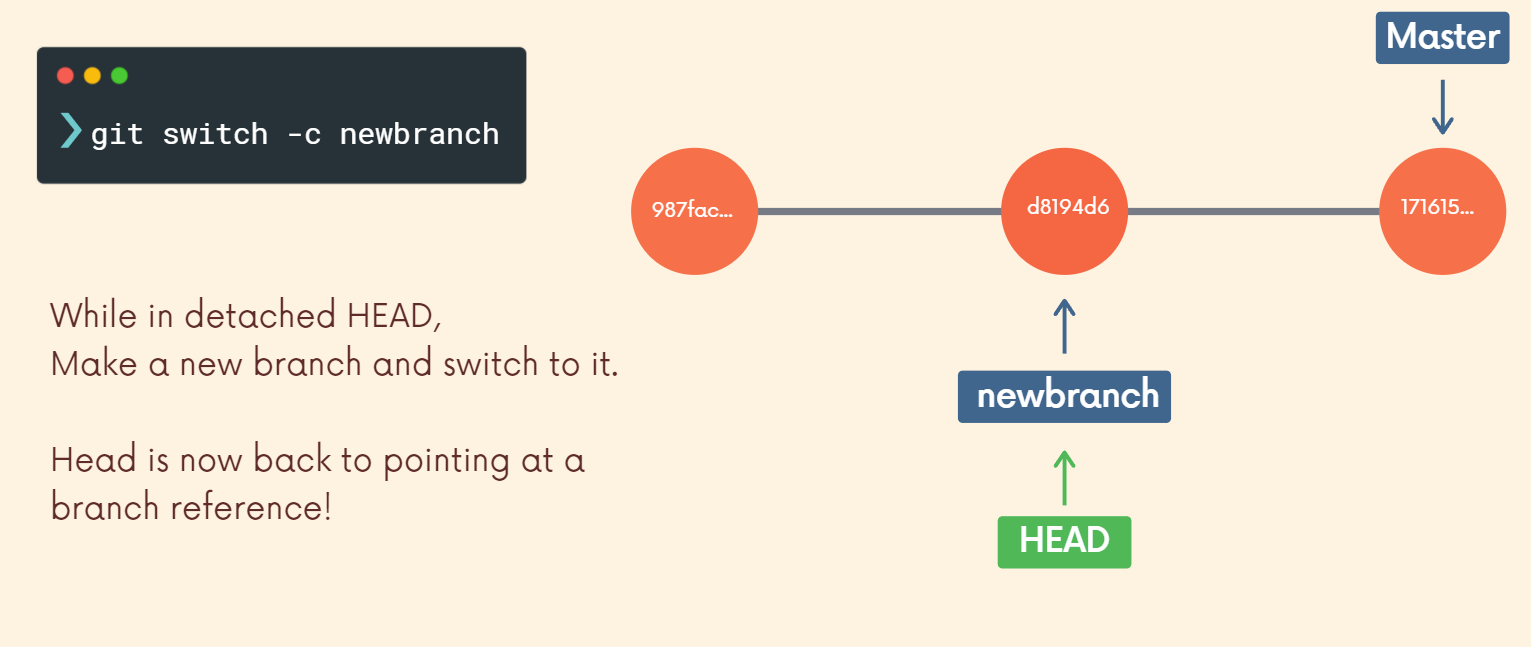 Master
❯ git switch -c newbranch
987fac...
d8194d6
171615...
While in detached HEAD,
Make a new branch and switch to it.
newbranch
Head is now back to pointing at a
branch reference!
HEAD